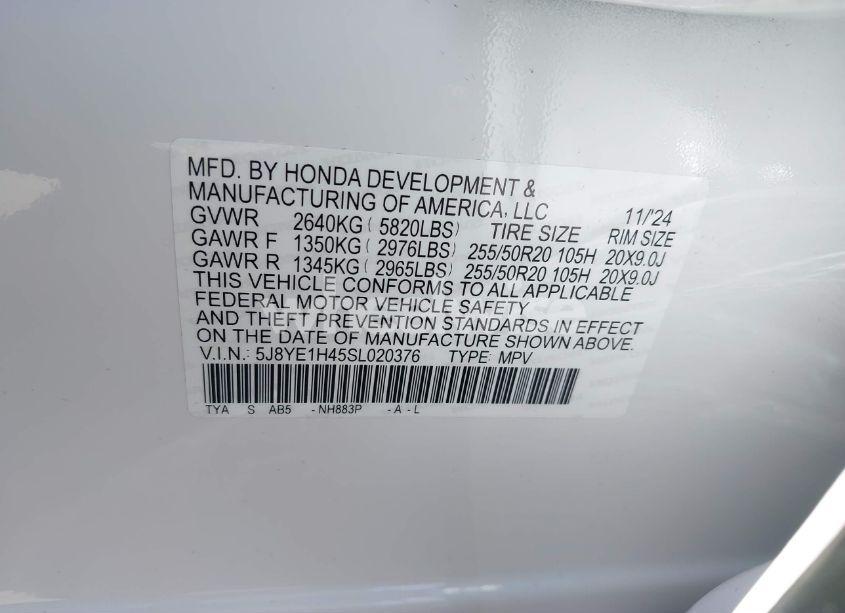 MFD. BY HONDA DEVELOPMENT &
MANUFACTURING OF AMERICA, LLC 11/'24
GVWR 2640KG ( 5820LBS) TIRE SIZE RIM SIZE
GAWR F 1350KG ( 2976LBS) 255/50R20 105H 20X9.0J
GAWR R 1345KG ( 2965LBS) 255/50R20 105H 20X9.0J
THIS VEHICLE CONFORMS TO ALL APPLICABLE
FEDERAL MOTOR VEHICLE SAFETY
AND THEFT PREVENTION STANDARDS IN EFFECT
ON THE DATE OF MANUFACTURE SHOWN ABOVE.
V.I.N.: 5J8YE1H45SL020376 TYPE: MPV
TYA S AB5 -NH883P -A-L